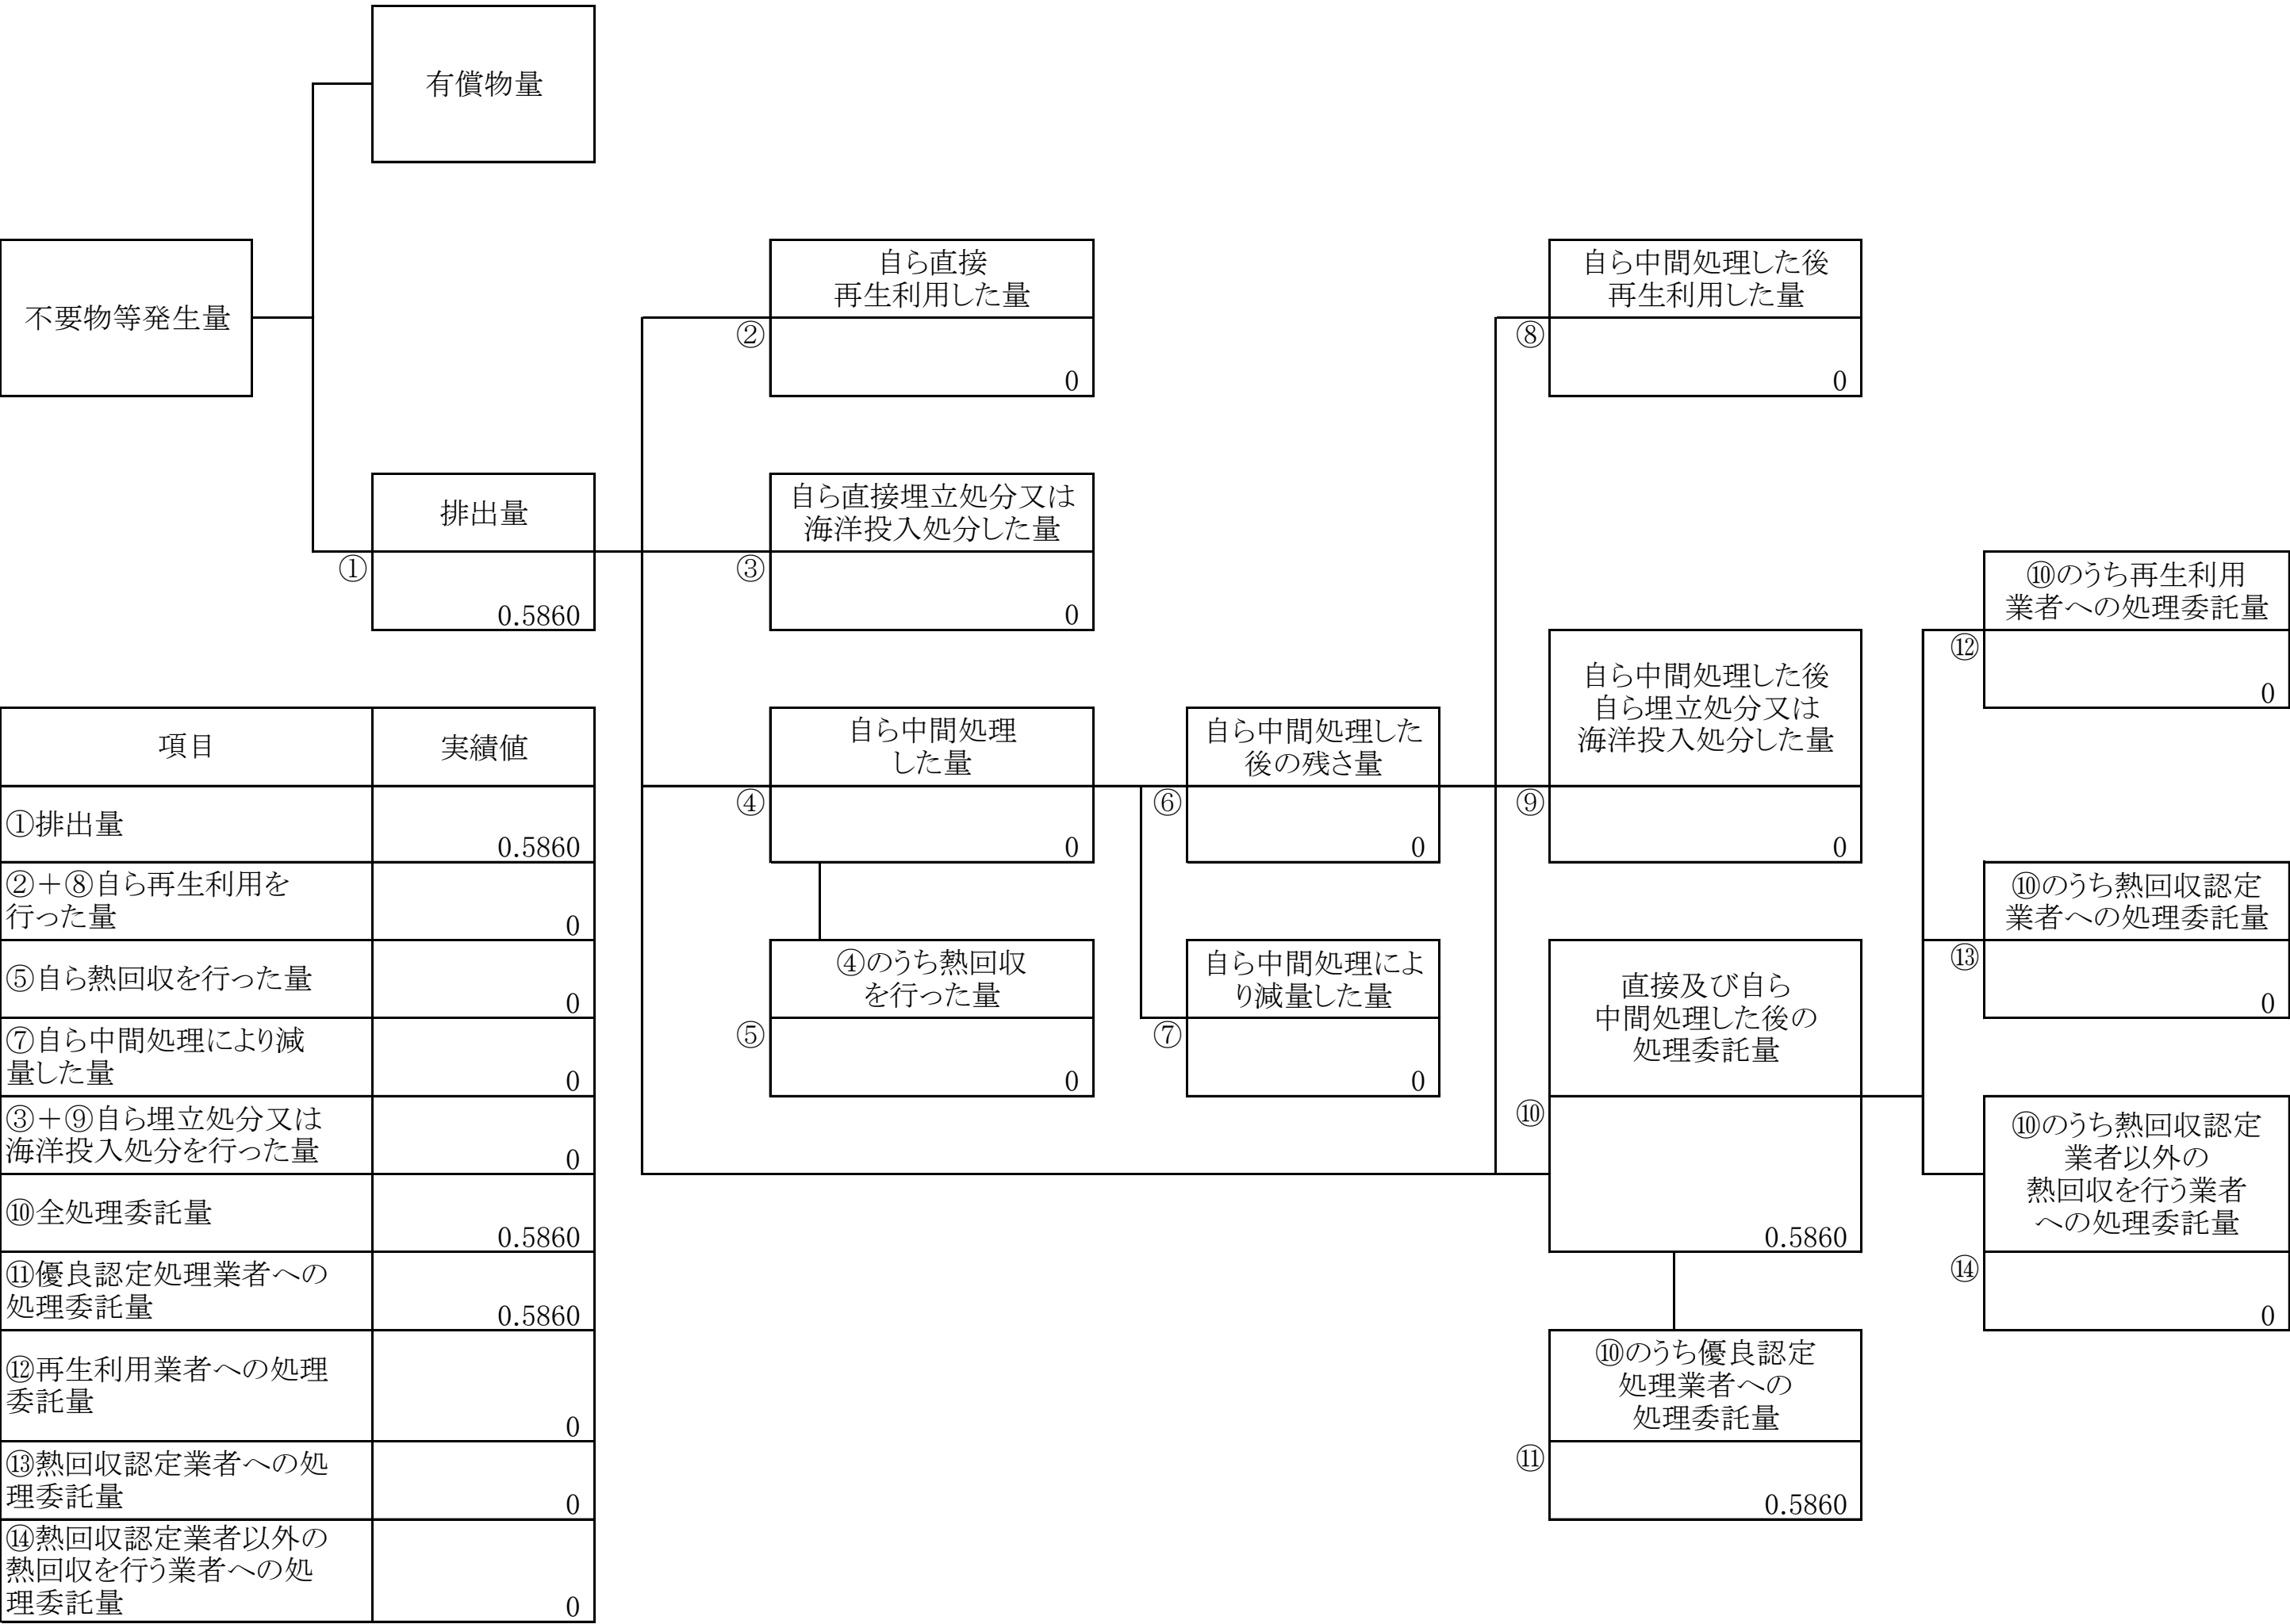 有償物量
不要物等発生量
排出量
①
0.5860
自ら直接
再生利用した量
②
0
自ら直接埋立処分又は
海洋投入処分した量
③
0
自ら中間処理
した量
④
0
④のうち熱回収
を行った量
⑤
0
自ら中間処理した
後の残さ量
⑥
0
自ら中間処理によ
り減量した量
⑦
0
自ら中間処理した後
再生利用した量
⑧
0
自ら中間処理した後
自ら埋立処分又は
海洋投入処分した量
⑨
0
直接及び自ら
中間処理した後の
処理委託量
⑩
0.5860
⑩のうち優良認定
処理業者への
処理委託量
⑪
0.5860
⑩のうち再生利用
業者への処理委託量
⑫
0
⑩のうち熱回収認定
業者への処理委託量
⑬
0
⑩のうち熱回収認定
業者以外の
熱回収を行う業者
への処理委託量
⑭
0
項目 実績値
①排出量
0.5860
②＋⑧自ら再生利用を
行った量
0
⑤自ら熱回収を行った量
0
⑦自ら中間処理により減
量した量
0
③＋⑨自ら埋立処分又は
海洋投入処分を行った量
0
⑩全処理委託量
0.5860
⑪優良認定処理業者への
処理委託量
0.5860
⑫再生利用業者への処理
委託量
0
⑬熱回収認定業者への処
理委託量
0
⑭熱回収認定業者以外の
熱回収を行う業者への処
理委託量
0